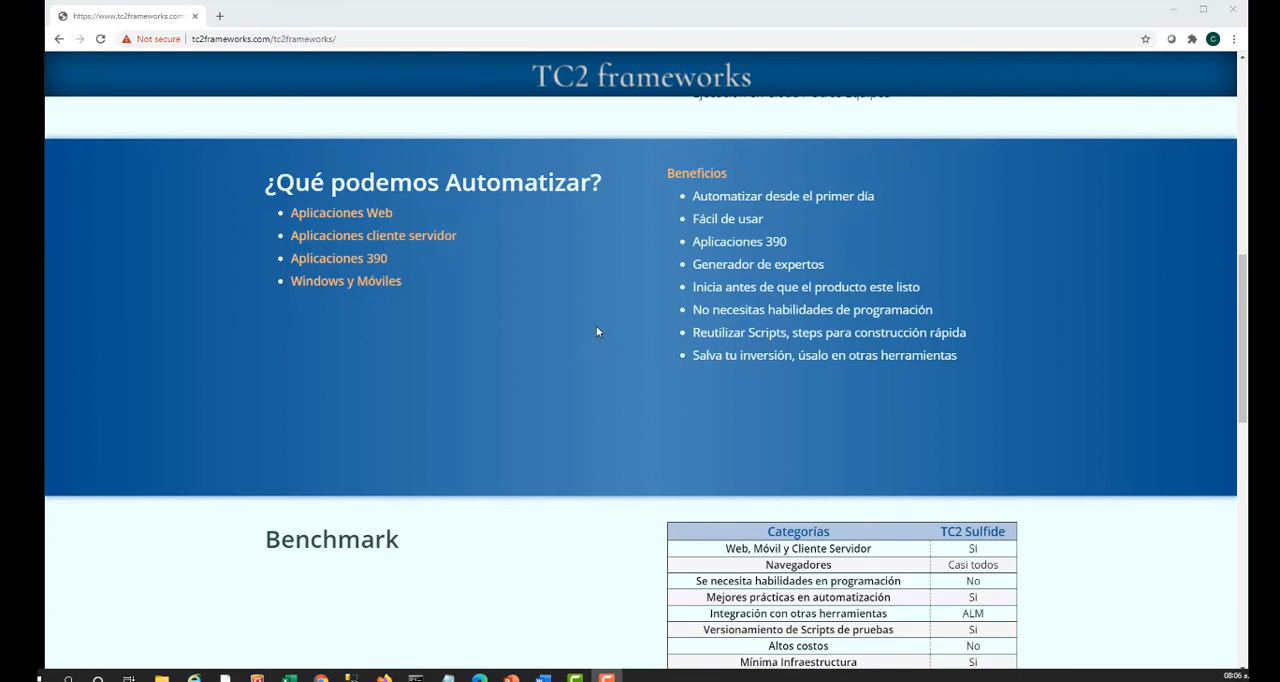 https://www.tc2frameworks.com
Not secure
tc2frameworks.com/tc2frameworks/
TC2 frameworks
¿Qué podemos Automatizar?
Aplicaciones Web
Aplicaciones cliente servidor
Aplicaciones 390
Windows y Móviles
Beneficios
Automatizar desde el primer día
Fácil de usar
Aplicaciones 390
Generador de expertos
Inicia antes de que el producto este listo
No necesitas habilidades de programación
Reutilizar Scripts, steps para construcción rápida
Salva tu inversión, úsalo en otras herramientas
Benchmark
Categorías TC2 Sulfide
Web, Móvil y Cliente Servidor Si
Navegadores Casi todos
Se necesita habilidades en programación No
Mejores prácticas en automatización Si
Integración con otras herramientas ALM
Versionamiento de Scripts de pruebas Si
Altos costos No
Mínima Infraestructura Si
08:06 a.